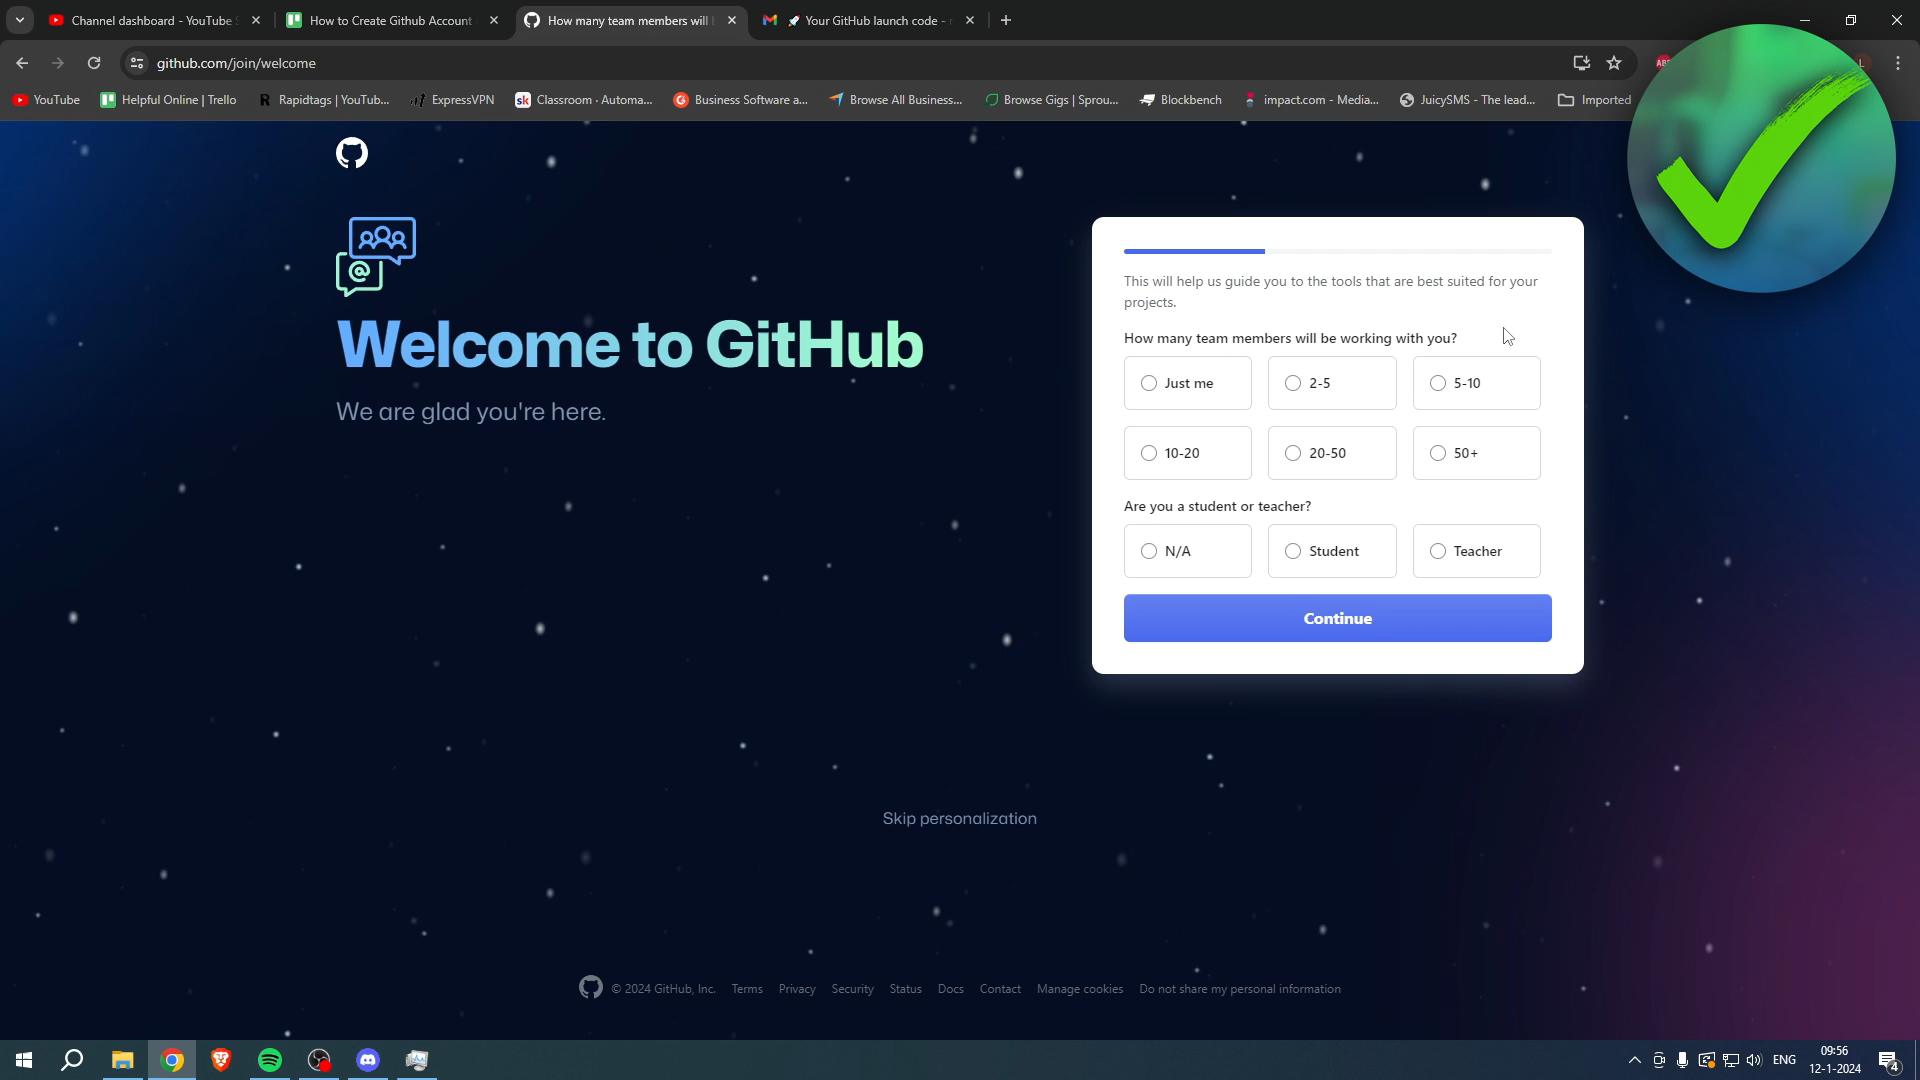 Channel dashboard - YouTube
How to Create Github Account
How many team members will
Your GitHub launch code -
github.com/join/welcome
YouTube
Helpful Online | Trello
Rapidtags | YouTub...
ExpressVPN
Classroom · Automa...
Business Software a...
Browse All Business...
Browse Gigs | Sprou...
Blockbench
impact.com - Media...
JuicySMS - The lead...
Imported
Welcome to GitHub
We are glad you're here.
This will help us guide you to the tools that are best suited for your
projects.
How many team members will be working with you?
Just me
2-5
5-10
10-20
20-50
50+
Are you a student or teacher?
N/A
Student
Teacher
Continue
Skip personalization
© 2024 GitHub, Inc.
Terms
Privacy
Security
Status
Docs
Contact
Manage cookies
Do not share my personal information
ENG
09:56
12-1-2024
4